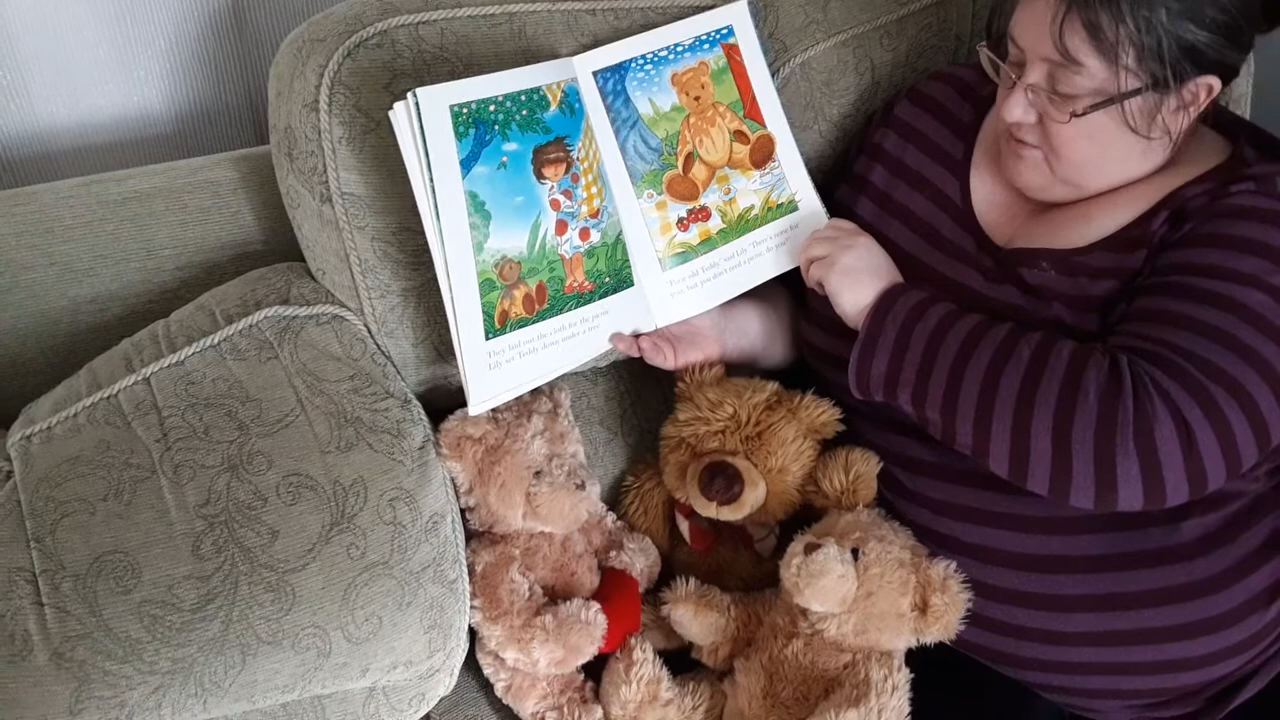 They laid out the cloth for the picnic
Lily set Teddy down under a tree.
"Poor old Teddy," said Lily. "There's none for
you, but you don't need a picnic, do you?"